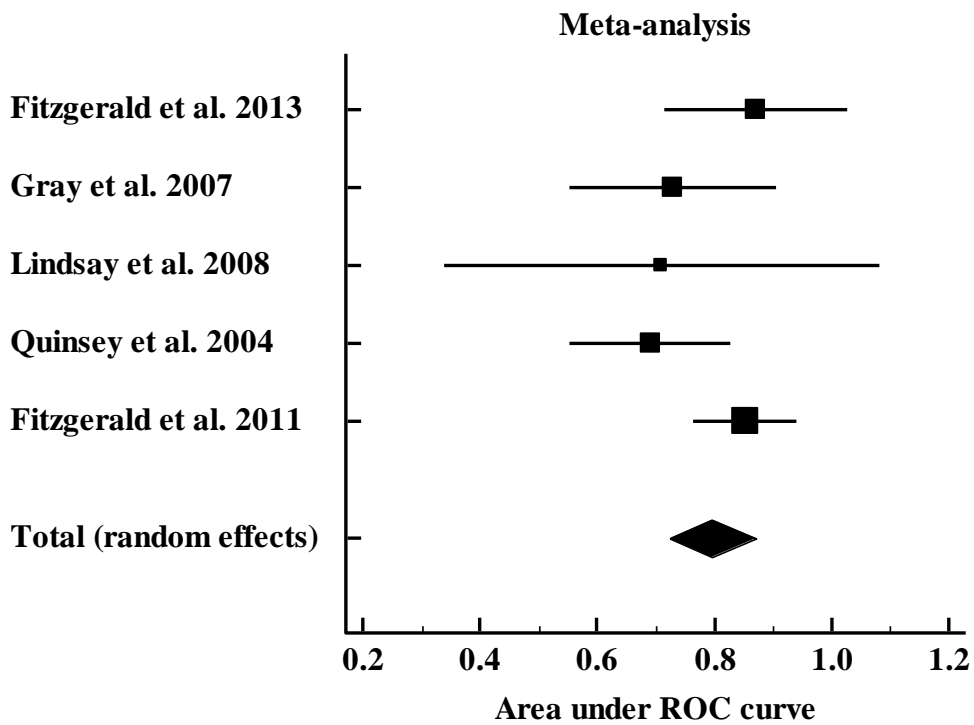 Meta-analysis
Fitzgerald et al. 2013
Gray et al. 2007
Lindsay et al. 2008
Quinsey et al. 2004
Fitzgerald et al. 2011
Total (random effects)
0.2 0.4 0.6 0.8 1.0 1.2
Area under ROC curve